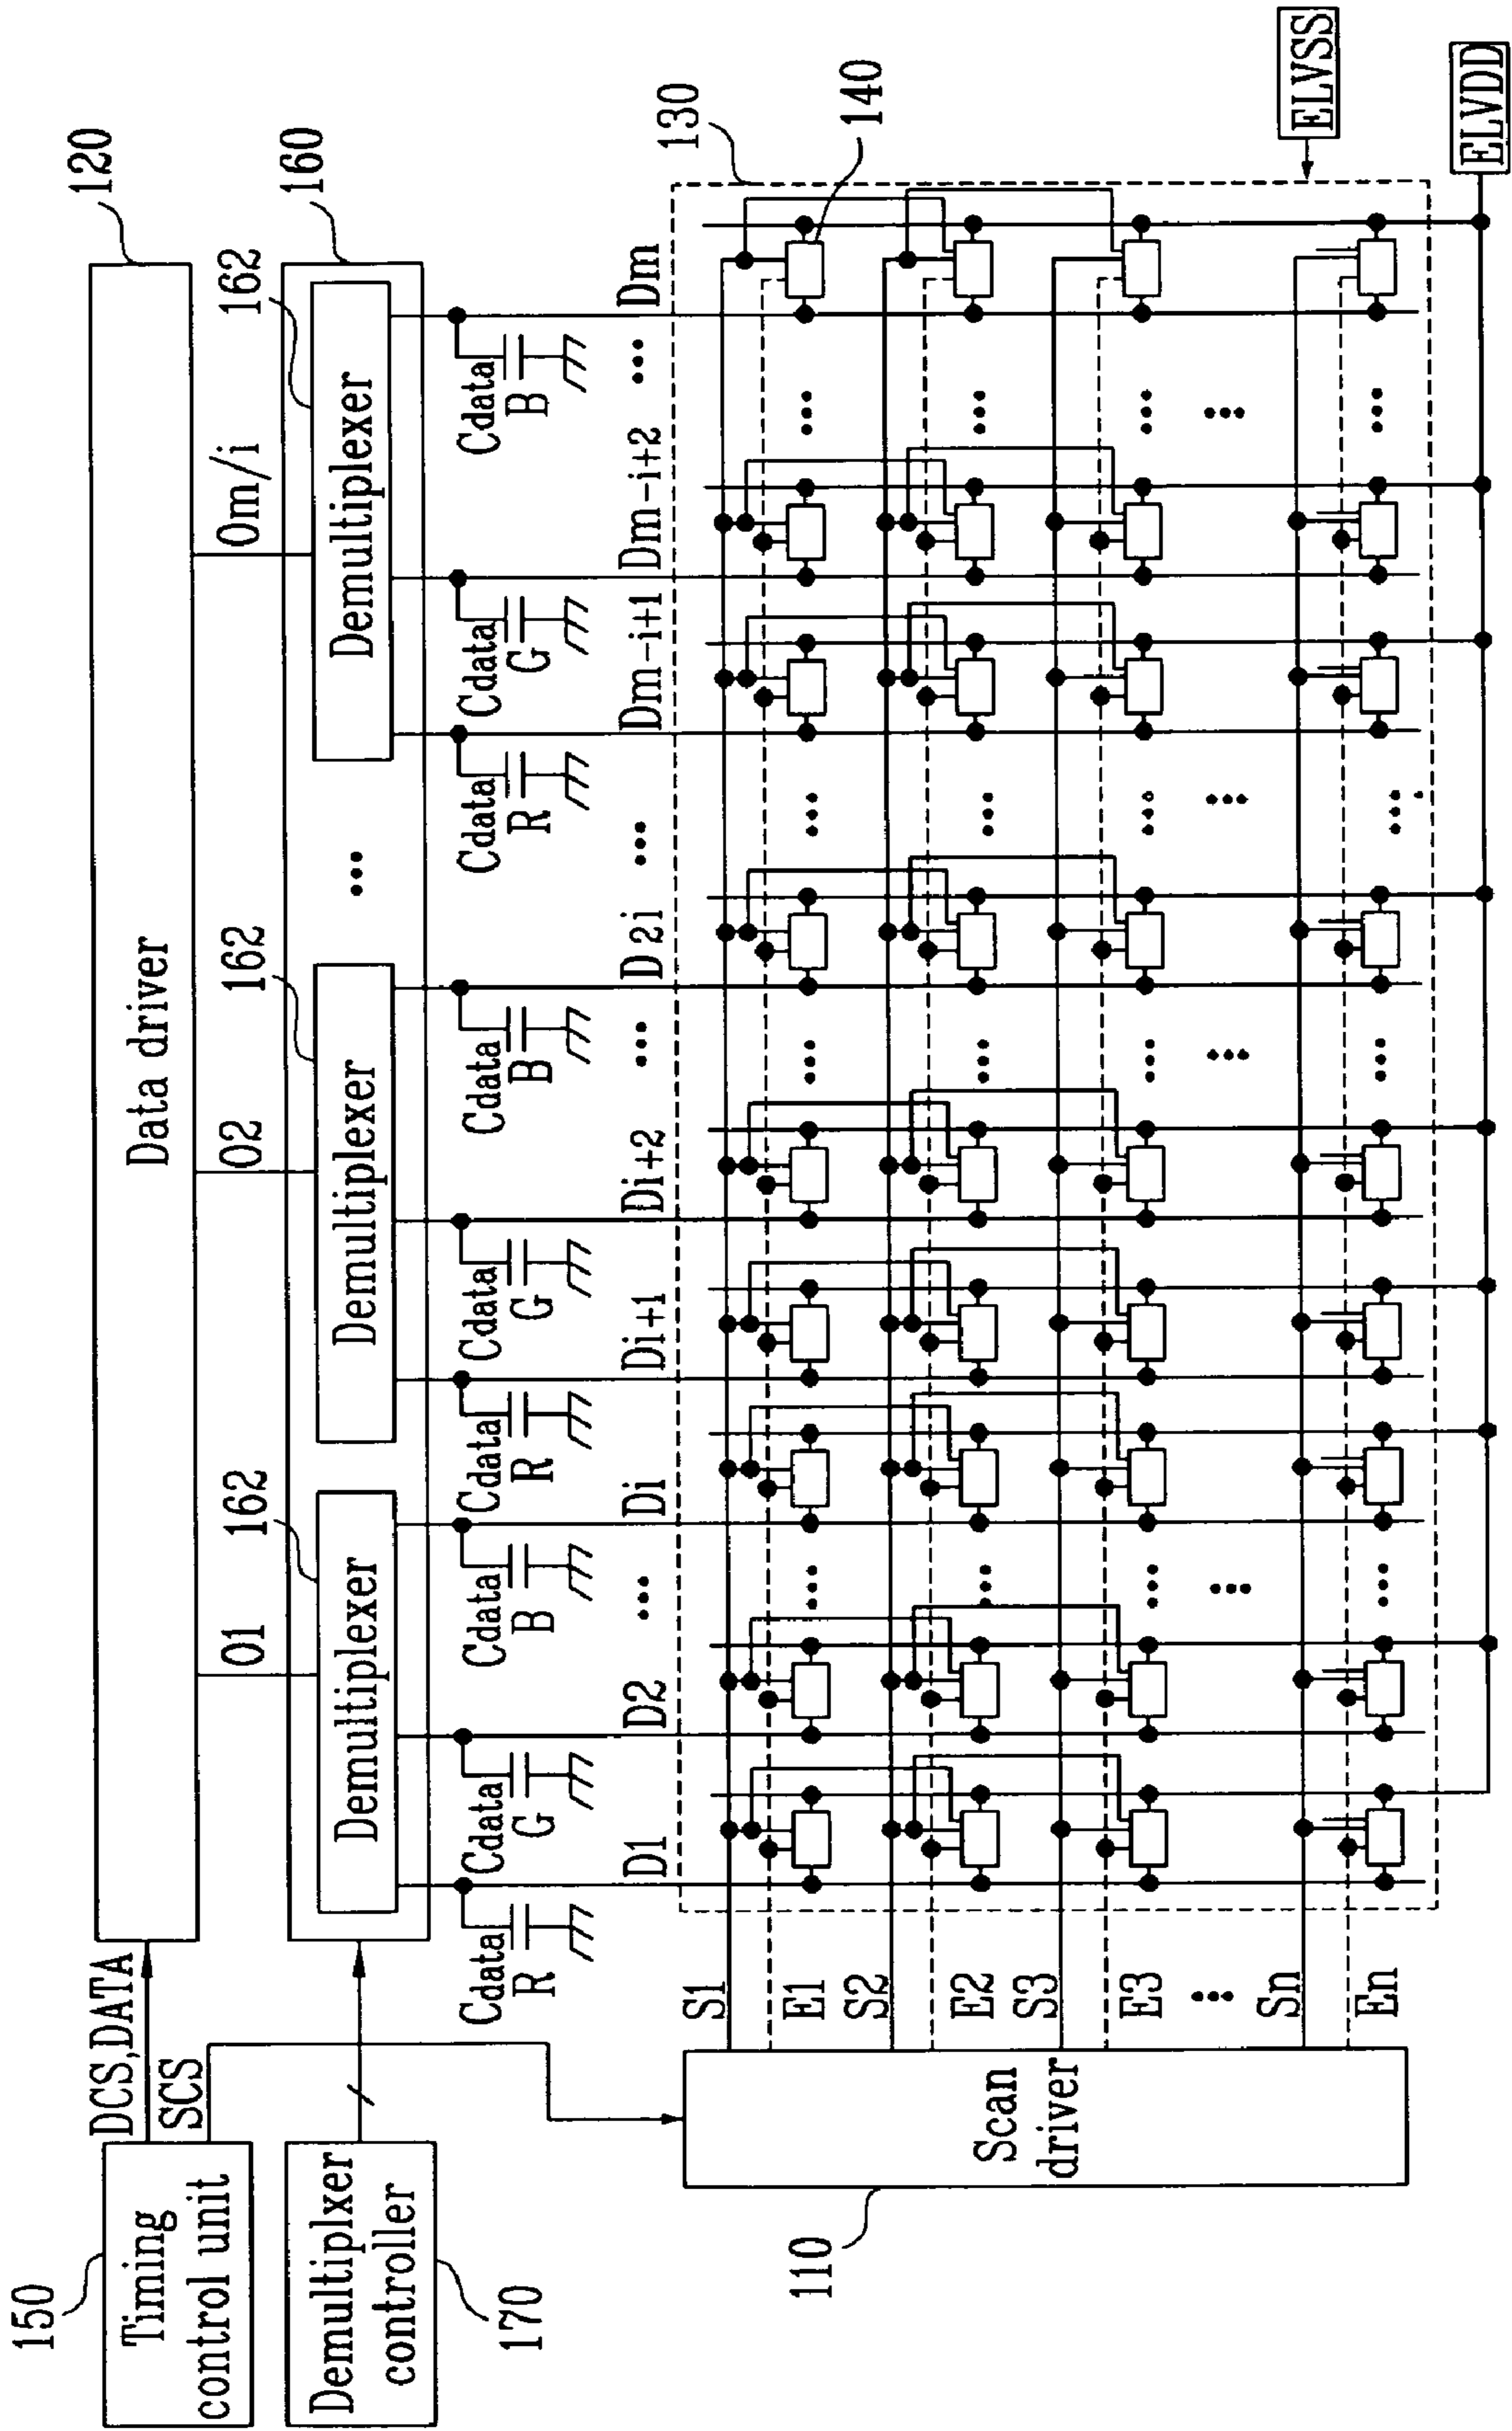 120
Data driver
DCS,DATA
SCS
150
Timing
control unit
O1
O2
Om/i
160
162
162
162
Demultiplexer
Demultiplexer
...
Demultiplexer
Demultiplxer
controller
170
Cdata
R
Cdata
G
Cdata
B
Cdata
R
Cdata
G
Cdata
B
Cdata
R
Cdata
G
Cdata
B
D1
D2
...
Di
Di+1
Di+2
...
D2i
...
Dm-i+1
Dm-i+2
...
Dm
130
140
S1
E1
S2
E2
S3
E3
...
Sn
En
Scan
driver
110
ELVSS
ELVDD